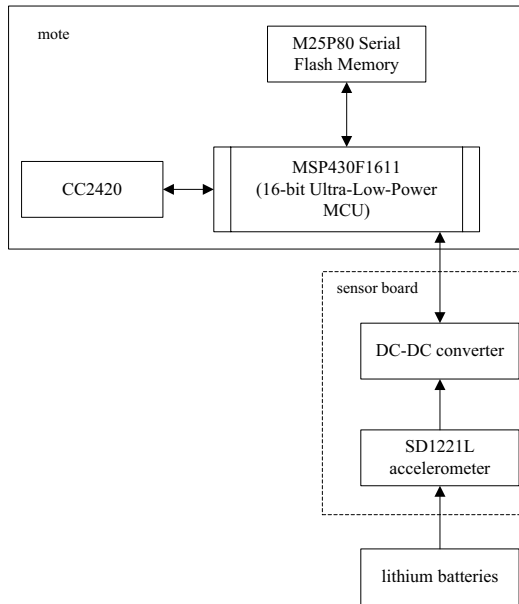 mote
M25P80 Serial
Flash Memory
MSP430F1611
(16-bit Ultra-Low-Power
MCU)
CC2420
sensor board
DC-DC converter
SD1221L
accelerometer
lithium batteries